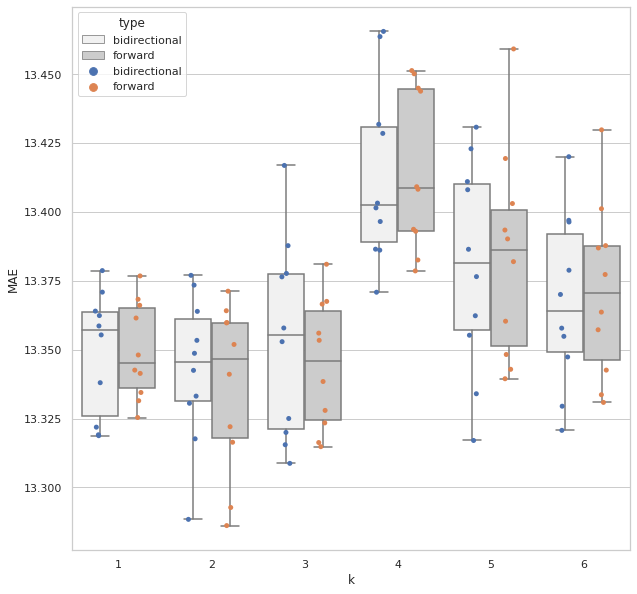 type
bidirectional
forward
bidirectional
forward
MAE
13.450
13.425
13.400
13.375
13.350
13.325
13.300
1 2 3 4 5 6
k